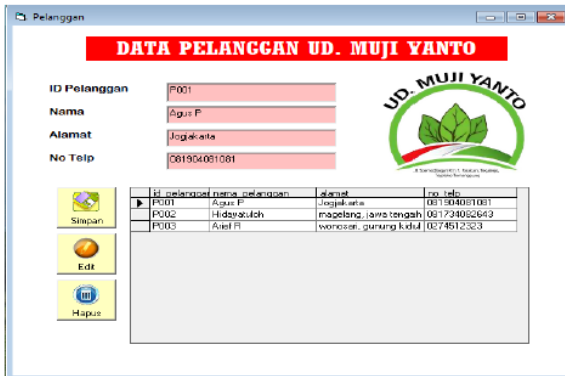 Pelanggan
DATA PELANGGAN UD. MUJI YANTO
ID Pelanggan P001
Nama Agus P
Alamat Jogjakarta
No Telp 081904081081
UD. MUJI YANTO
Simpan
Edit
Hapus
id_pelanggan nama_pelanggan alamat no_telp
P001 Agus P Jogjakarta 081904081081
P002 Hidayatuloh magelang, jawa tengah 081734082643
P003 Arief R wonosari, gunung kidul 0274512323